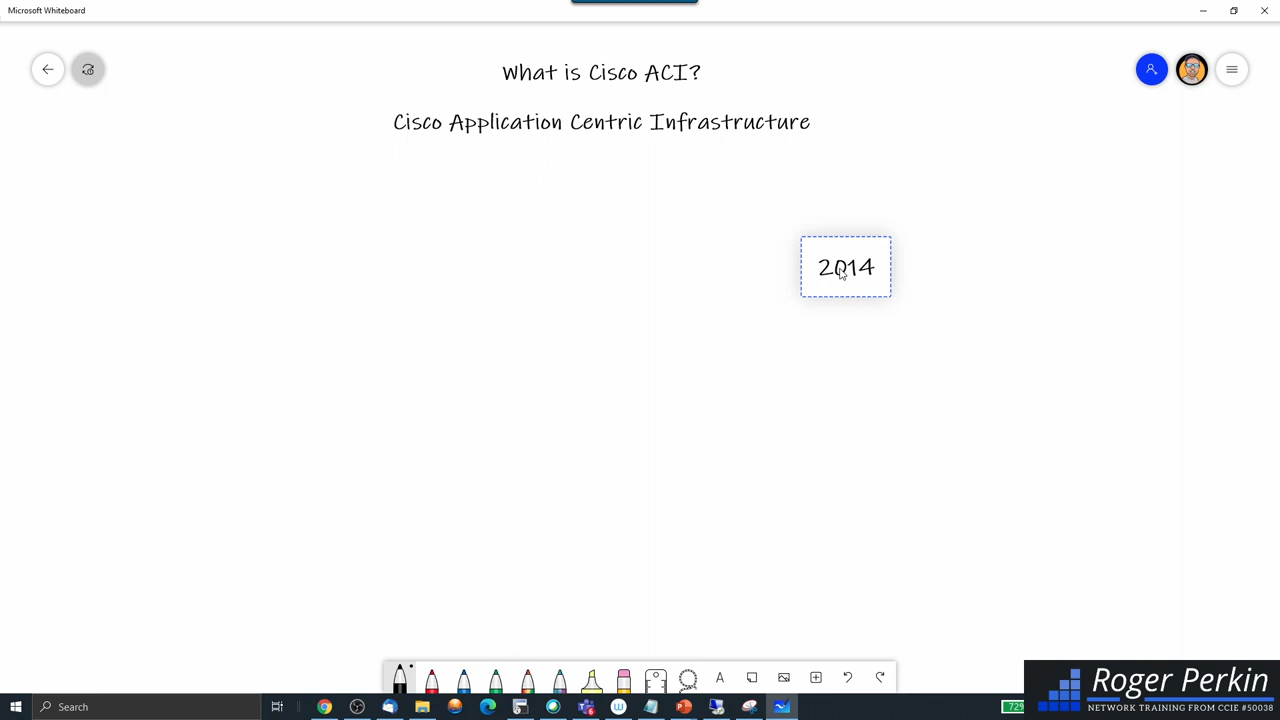 Microsoft Whiteboard
What is Cisco ACI?
Cisco Application Centric Infrastructure
2014
A
Search
72%
Roger Perkin
NETWORK TRAINING FROM CCIE #50038